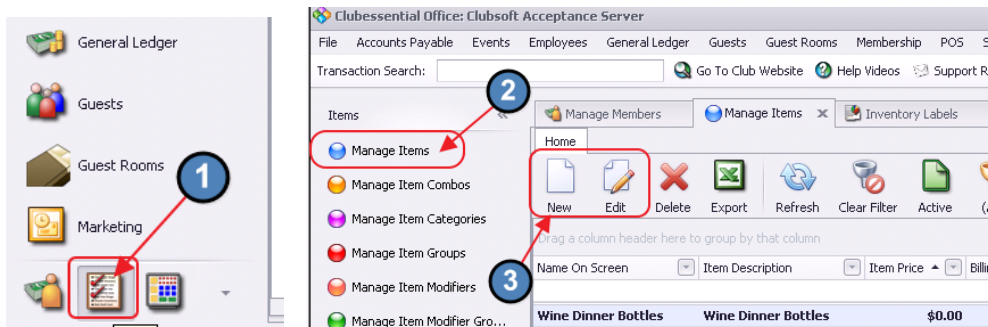 General Ledger
Guests
Guest Rooms
1
Marketing
Clubessential Office: Clubsoft Acceptance Server
File Accounts Payable Events Employees General Ledger Guests Guest Rooms Membership POS
Transaction Search: Go To Club Website Help Videos Support R
2
Items «
Manage Members Manage Items x Inventory Labels
Home
Manage Items
Manage Item Combos
Manage Item Categories
Manage Item Groups
Manage Item Modifiers
Manage Item Modifier Gro...
New Edit Delete Export Refresh Clear Filter Active
Drag a column header here to group by that column
3
Name On Screen Item Description Item Price Billin
Wine Dinner Bottles Wine Dinner Bottles $0.00